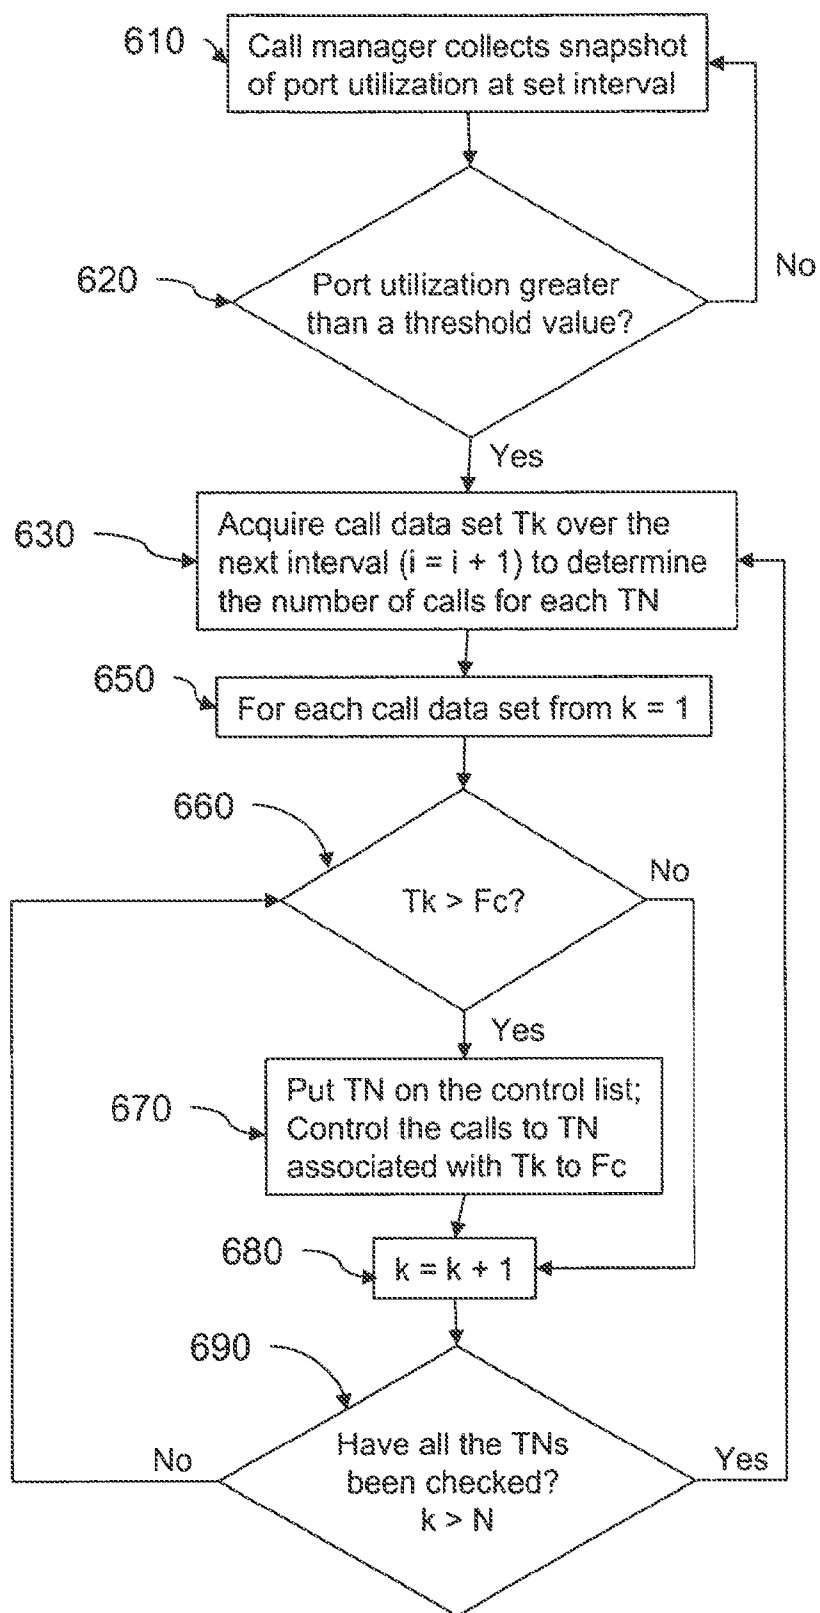 610
Call manager collects snapshot
of port utilization at set interval
No
620
Port utilization greater
than a threshold value?
Yes
630
Acquire call data set Tk over the
next interval (i = i + 1) to determine
the number of calls for each TN
650
For each call data set from k = 1
660
No
Tk > Fc?
Yes
670
Put TN on the control list;
Control the calls to TN
associated with Tk to Fc
680
k = k + 1
690
Have all the TNs
been checked?
k > N
No
Yes